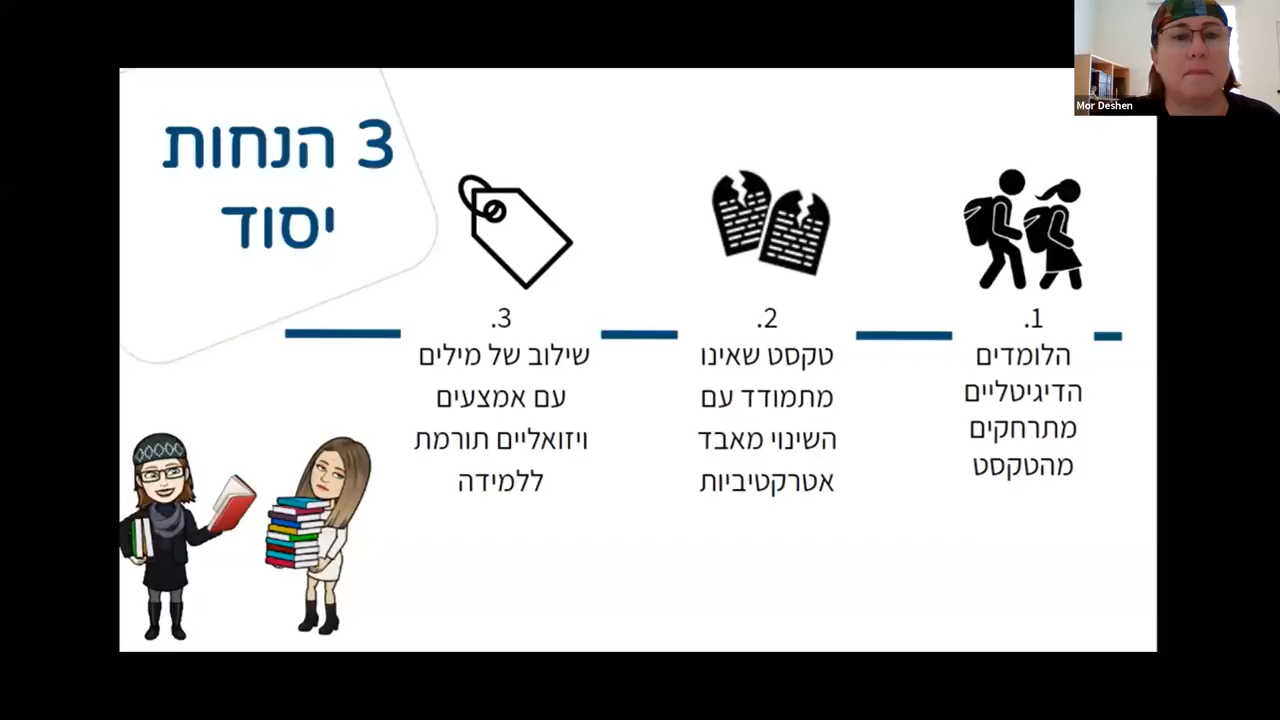 3 הנחות
יסוד
1.
הלומדים
הדיגיטליים
מתרחקים
מהטקסט
2.
טקסט שאינו
מתמודד עם
השינוי מאבד
אטרקטיביות
3.
שילוב של מילים
עם אמצעים
ויזואליים תורמת
ללמידה
Mor Deshen